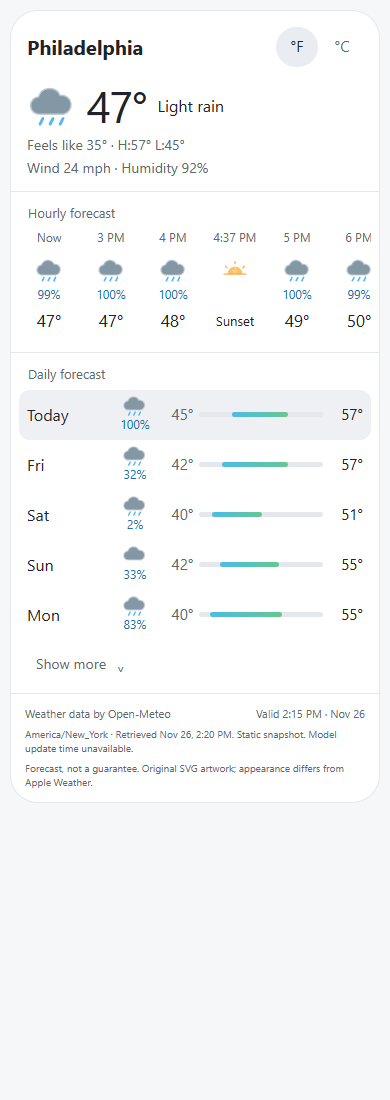 Philadelphia
°F
°C
47°
Light rain
Feels like 35° · H:57° L:45°
Wind 24 mph · Humidity 92%
Hourly forecast
Now 3 PM 4 PM 4:37 PM 5 PM 6 PM
99% 100% 100% 100% 99%
47° 47° 48° Sunset 49° 50°
Daily forecast
Today 100% 45° 57°
Fri 32% 42° 57°
Sat 2% 40° 51°
Sun 33% 42° 55°
Mon 83% 40° 55°
Show more
Weather data by Open-Meteo
Valid 2:15 PM · Nov 26
America/New_York · Retrieved Nov 26, 2:20 PM. Static snapshot. Model
update time unavailable.
Forecast, not a guarantee. Original SVG artwork; appearance differs from
Apple Weather.